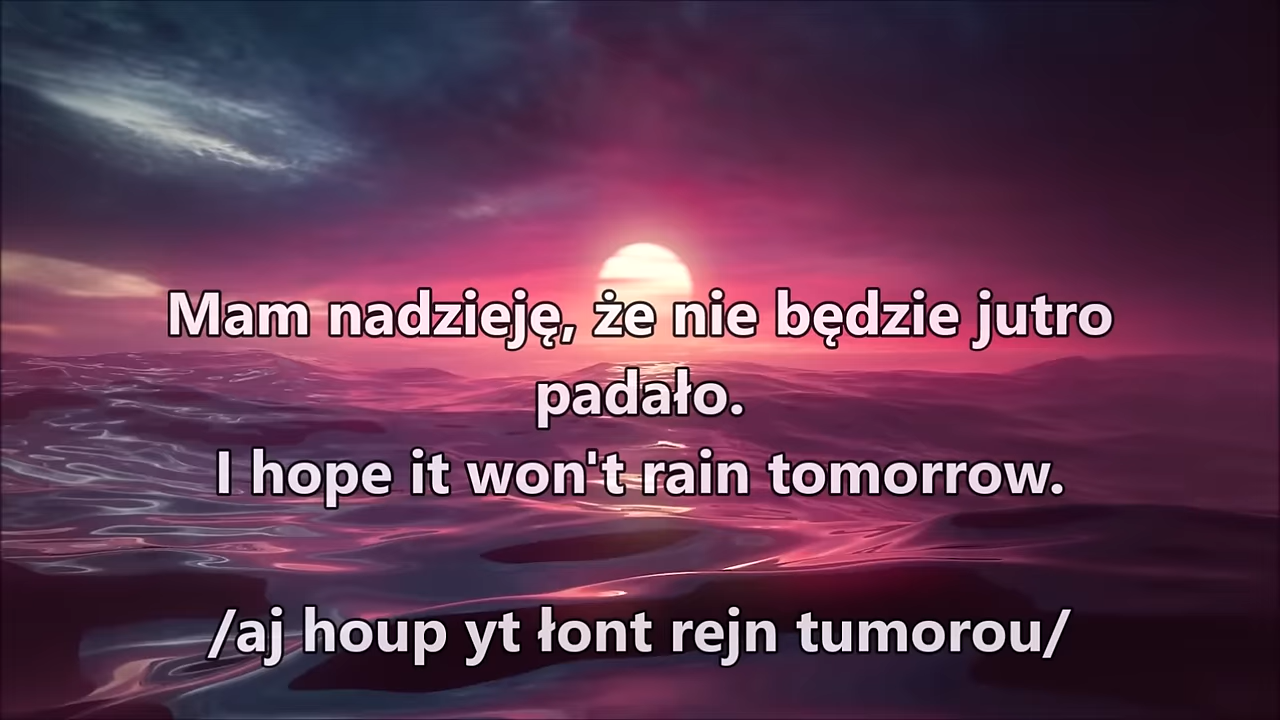 Mam nadzieję, że nie będzie jutro
padało.
I hope it won't rain tomorrow.
/aj houp yt łont rejn tumorou/